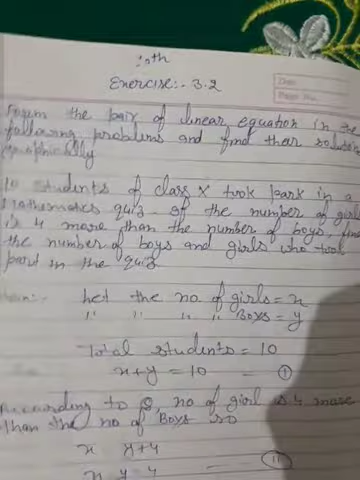 10th
Exercise:- 3.2
Date
Page No.
Form the pair of linear equation in the
following problems and find their solution
graphically
10 students of class X took park in a
mathematics quiz. If the number of girls
is 4 more than the number of boys, find
the number of boys and girls who took
part in the quiz
Let the no of girls = x
" " " " Boys = y
Total students = 10
x+y = 10 — (1)
According to Q, no of girl is 4 more
than the no of Boys so
x y+4
x y = 4 — (11)